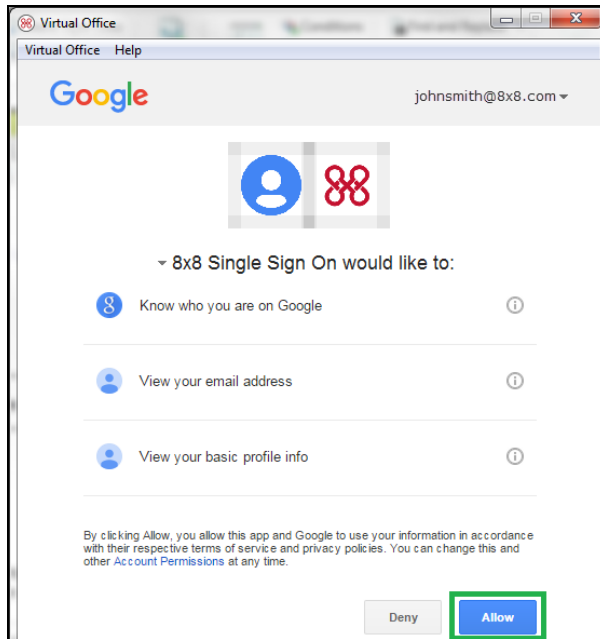 Virtual Office
Virtual Office Help
Google
johnsmith@8x8.com
8x8 Single Sign On would like to:
8 Know who you are on Google
View your email address
View your basic profile info
By clicking Allow, you allow this app and Google to use your information in accordance
with their respective terms of service and privacy policies. You can change this and
other Account Permissions at any time.
Deny Allow